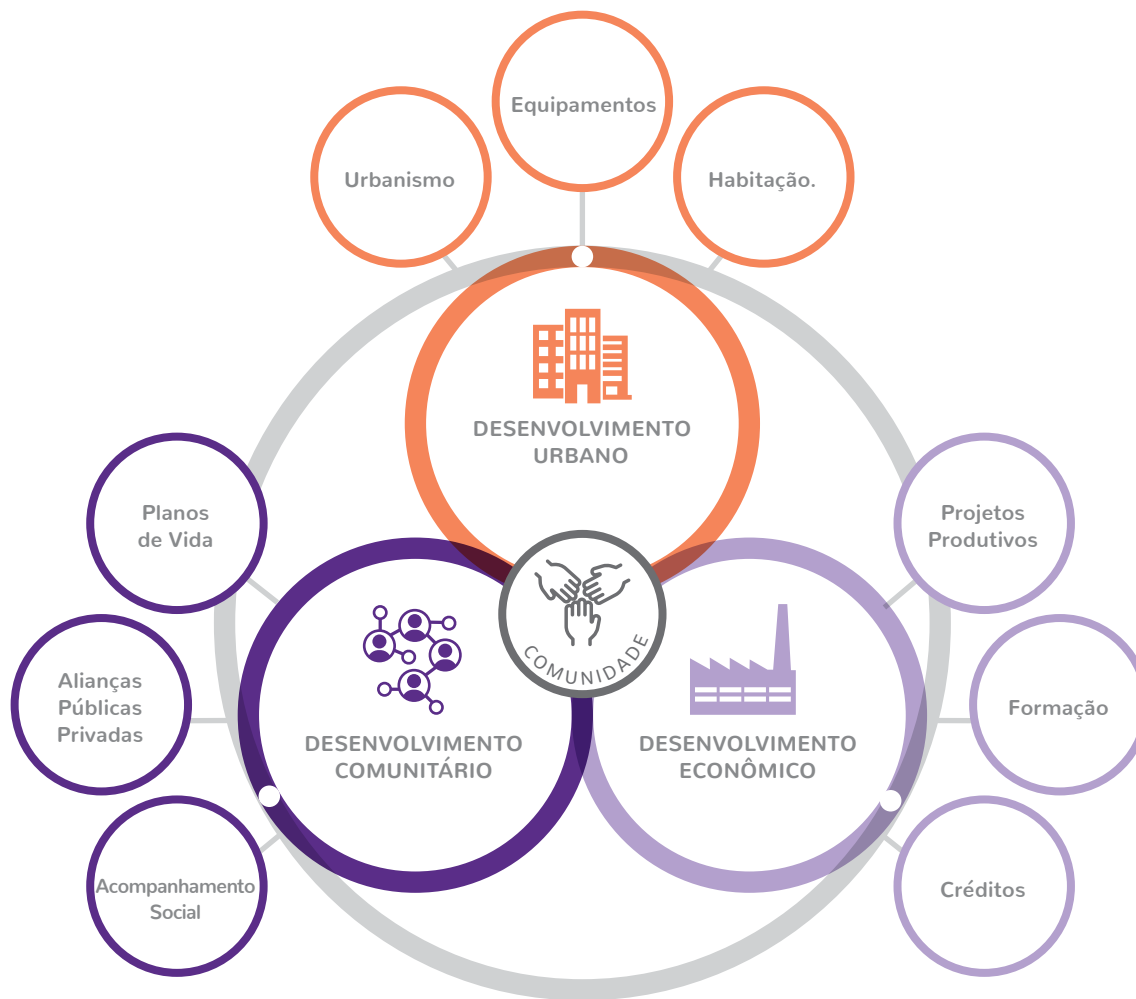 Equipamentos
Urbanismo
Habitação.
DESENVOLVIMENTO
URBANO
Planos
de Vida
Projetos
Produtivos
COMUNIDADE
Alianças
Públicas
Privadas
Formação
DESENVOLVIMENTO
COMUNITÁRIO
DESENVOLVIMENTO
ECONÔMICO
Acompanhamento
Social
Créditos